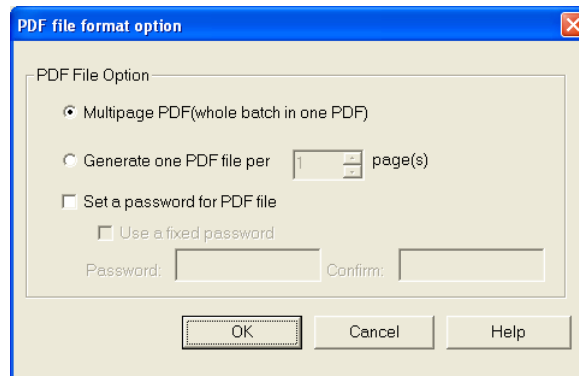 PDF file format option
PDF File Option
Multipage PDF(whole batch in one PDF)
Generate one PDF file per 1 page(s)
Set a password for PDF file
Use a fixed password
Password: Confirm:
OK Cancel Help